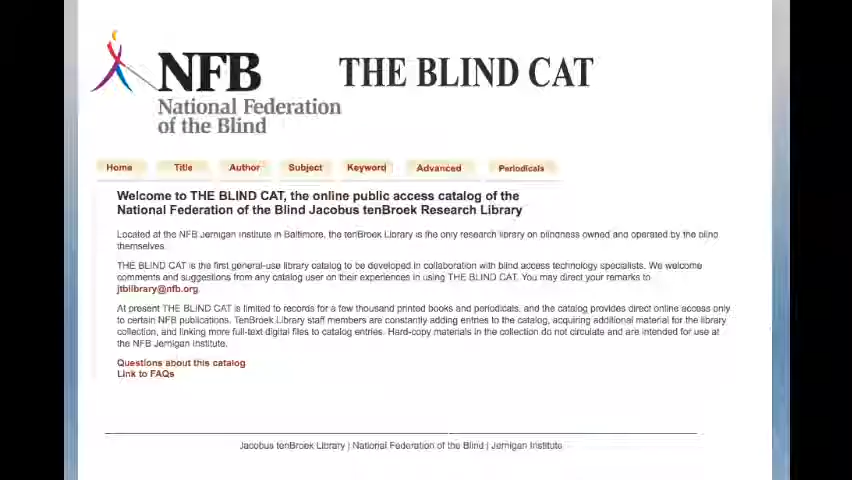 NFB
THE BLIND CAT
National Federation
of the Blind
Home Title Author Subject Keyword Advanced Periodicals
Welcome to THE BLIND CAT, the online public access catalog of the
National Federation of the Blind Jacobus tenBroek Research Library
Located at the NFB Jernigan Institute in Baltimore, the tenBroek Library is the only research library on blindness owned and operated by the blind
themselves.
THE BLIND CAT is the first general-use library catalog to be developed in collaboration with blind access technology specialists. We welcome
comments and suggestions from any catalog user on their experiences in using THE BLIND CAT. You may direct your remarks to
jtblibrary@nfb.org.
At present THE BLIND CAT is limited to records for a few thousand printed books and periodicals, and the catalog provides direct online access only
to certain NFB publications. TenBroek Library staff members are constantly adding entries to the catalog, acquiring additional material for the library
collection, and linking more full-text digital files to catalog entries. Hard-copy materials in the collection do not circulate and are intended for use at
the NFB Jernigan Institute.
Questions about this catalog
Link to FAQs
Jacobus tenBroek Library | National Federation of the Blind | Jernigan Institute